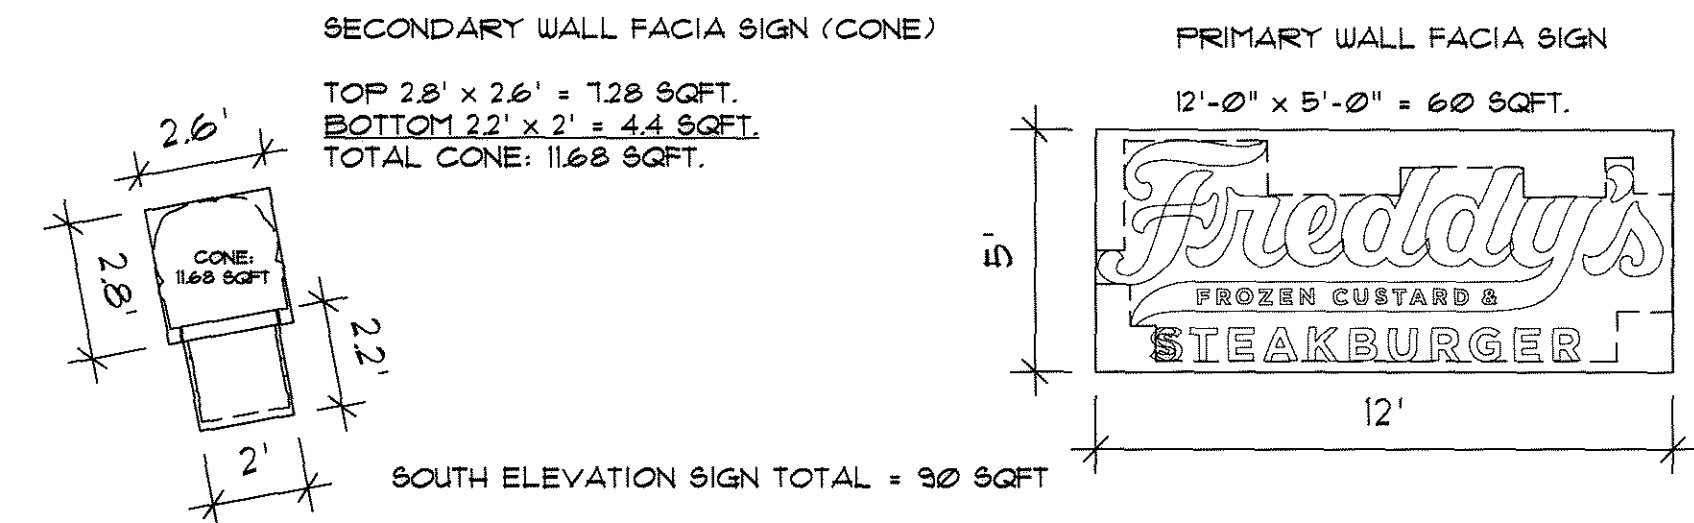 SECONDARY WALL FACIA SIGN (CONE)
TOP 2.8' x 2.6' = 7.28 SQFT.
BOTTOM 2.2' x 2' = 4.4 SQFT.
TOTAL CONE: 11.68 SQFT.
2.6'
2.8'
CONE:
11.68 SQFT
2.2'
2'
SOUTH ELEVATION SIGN TOTAL = 90 SQFT
PRIMARY WALL FACIA SIGN
12'-0" x 5'-0" = 60 SQFT.
5'
Freddy's
FROZEN CUSTARD &
STEAKBURGER
12'